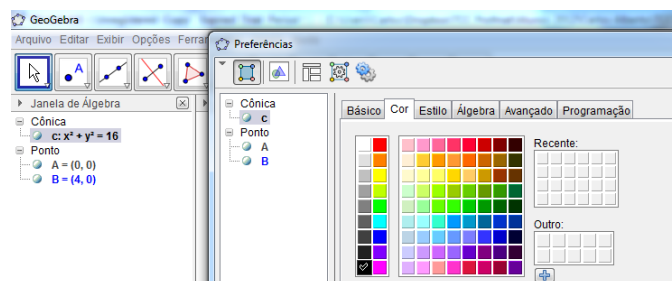 GeoGebra
Arquivo Editar Exibir Opções Ferrar
Preferências
Janela de Álgebra
Cônica
c: x² + y² = 16
Ponto
A = (0, 0)
B = (4, 0)
Cônica
c
Ponto
A
B
Básico Cor Estilo Álgebra Avançado Programação
Recente:
Outro: